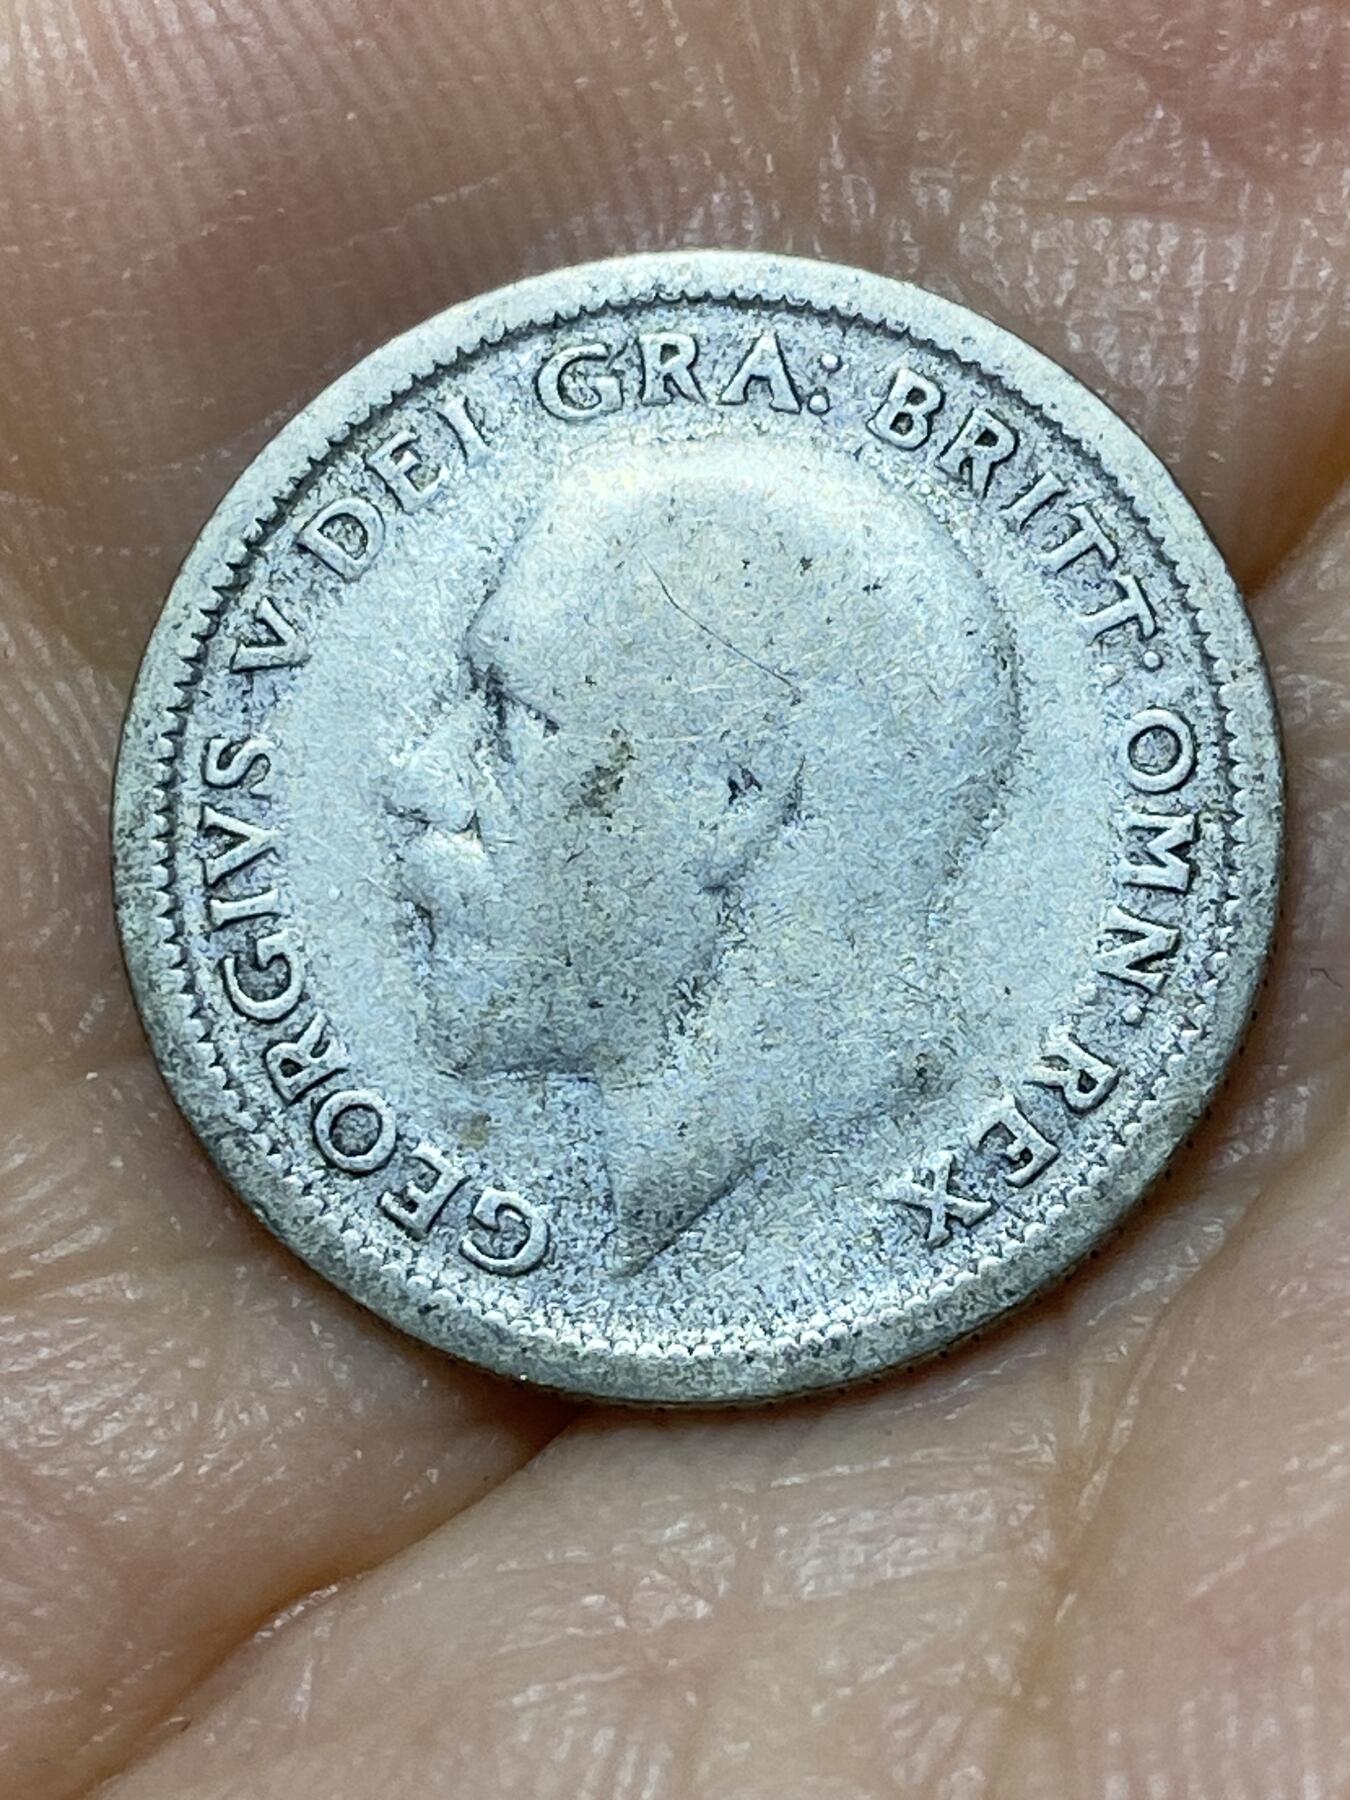 GEORGIVS V DEI GRA: BRITT· OMN· REX